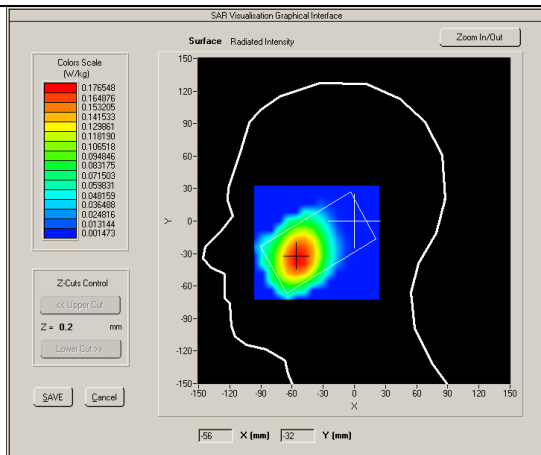 SAR Visualisation Graphical Interface
Surface Radiated Intensity
Zoom In/Out
Colors Scale
(W/kg)
0.176548
0.164876
0.153205
0.141533
0.129861
0.118190
0.106518
0.094846
0.083175
0.071503
0.059831
0.048159
0.036488
0.024816
0.013144
0.001473
Z-Cuts Control
<< Upper Cut
Z = 0.2 mm
Lower Cut >>
SAVE Cancel
150-
120-
90-
60-
30-
0-
-30-
-60-
-90-
-120-
-150-
Y
-150 -120 -90 -60 -30 0 30 60 90 120 150
X
-56 X (mm) -32 Y (mm)